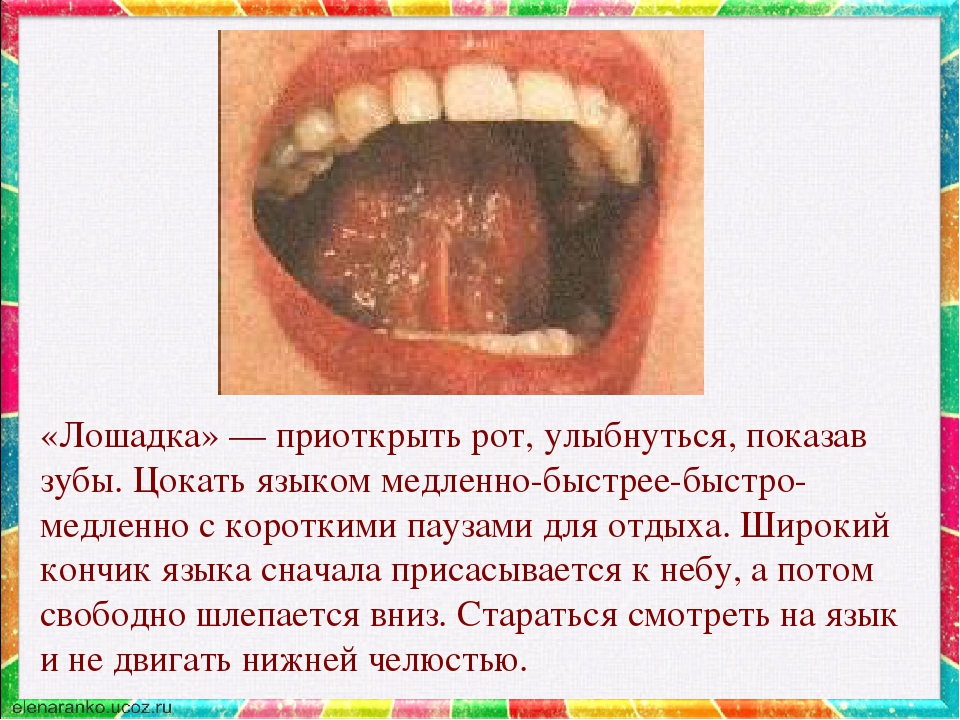 «Лошадка» — приоткрыть рот, улыбнуться, показав
зубы. Цокать языком медленно-быстрее-быстро-
медленно с короткими паузами для отдыха. Широкий
кончик языка сначала присасывается к небу, а потом
свободно шлепается вниз. Стараться смотреть на язык
и не двигать нижней челюстью.
elenaranko.ucoz.ru